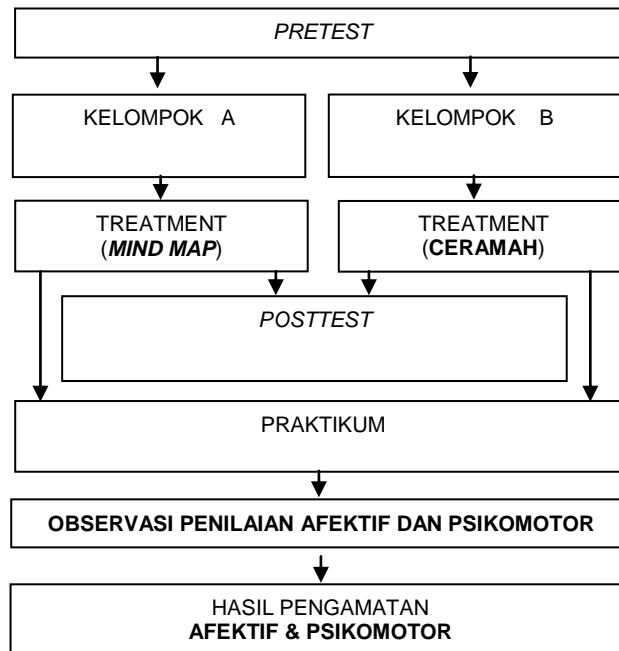 PRETEST
KELOMPOK A
KELOMPOK B
TREATMENT
(MIND MAP)
TREATMENT
(CERAMAH)
POSTTEST
PRAKTIKUM
OBSERVASI PENILAIAN AFEKTIF DAN PSIKOMOTOR
HASIL PENGAMATAN
AFEKTIF & PSIKOMOTOR